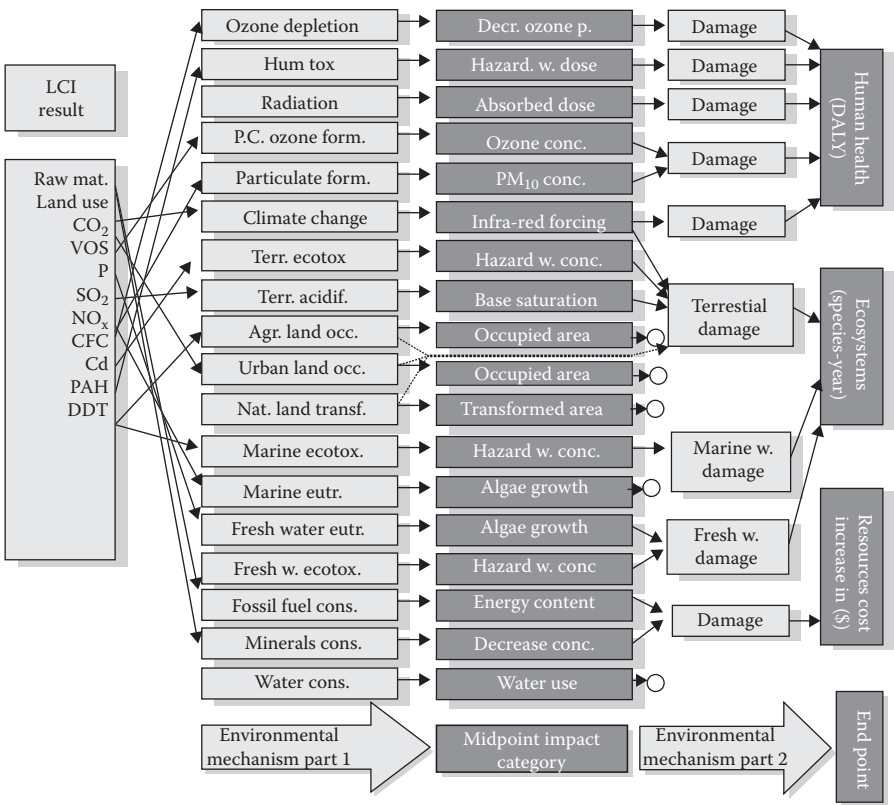 LCI
result
Raw mat.
Land use
CO2
VOS
P
SO2
NOx
CFC
Cd
PAH
DDT
Ozone depletion
Hum tox
Radiation
P.C. ozone form.
Particulate form.
Climate change
Terr. ecotox
Terr. acidif.
Agr. land occ.
Urban land occ.
Nat. land transf.
Marine ecotox.
Marine eutr.
Fresh water eutr.
Fresh w. ecotox.
Fossil fuel cons.
Minerals cons.
Water cons.
Decr. ozone p.
Hazard. w. dose
Absorbed dose
Ozone conc.
PM10 conc.
Infra-red forcing
Hazard w. conc.
Base saturation
Occupied area
Occupied area
Transformed area
Hazard w. conc.
Algae growth
Algae growth
Hazard w. conc
Energy content
Decrease conc.
Water use
Damage
Damage
Damage
Damage
Damage
Terrestial
damage
Marine w.
damage
Fresh w.
damage
Damage
Human health
(DALY)
Ecosystems
(species-year)
Resources cost
increase in ($)
Environmental
mechanism part 1
Midpoint impact
category
Environmental
mechanism part 2
End point